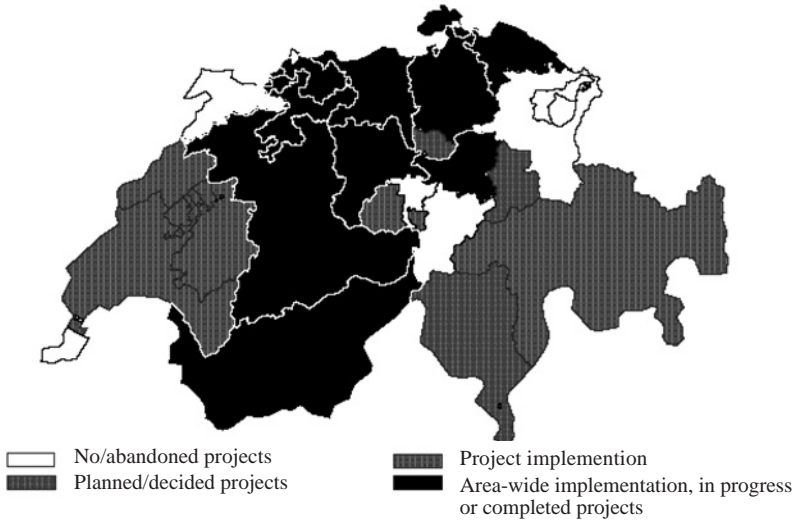 No/abandoned projects
Planned/decided projects
Project implemention
Area-wide implementation, in progress
or completed projects